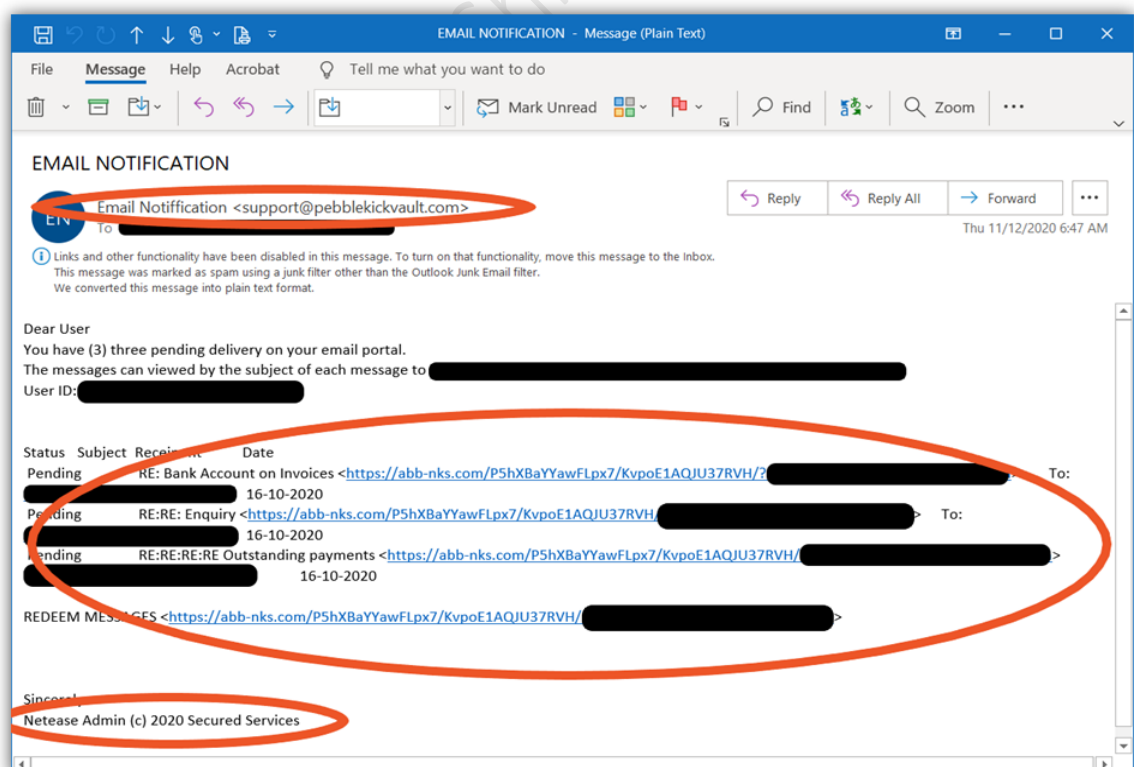 EMAIL NOTIFICATION - Message (Plain Text)
File Message Help Acrobat Tell me what you want to do
Mark Unread Find Zoom
EMAIL NOTIFICATION
EN
Email Notiffication <support@pebblekickvault.com>
To
Reply Reply All Forward
Thu 11/12/2020 6:47 AM
Links and other functionality have been disabled in this message. To turn on that functionality, move this message to the Inbox.
This message was marked as spam using a junk filter other than the Outlook Junk Email filter.
We converted this message into plain text format.
Dear User
You have (3) three pending delivery on your email portal.
The messages can viewed by the subject of each message to
User ID:
Status Subject Date
Pending RE: Bank Account on Invoices <https://abb-nks.com/P5hXBaYYawFLpx7/KvpoE1AQJU37RVH/? > To:
16-10-2020
Pending RE:RE: Enquiry <https://abb-nks.com/P5hXBaYYawFLpx7/KvpoE1AQJU37RVH/ > To:
16-10-2020
Pending RE:RE:RE:RE Outstanding payments <https://abb-nks.com/P5hXBaYYawFLpx7/KvpoE1AQJU37RVH/ >
16-10-2020
REDEEM MESSAGES <https://abb-nks.com/P5hXBaYYawFLpx7/KvpoE1AQJU37RVH/ >
Netease Admin (c) 2020 Secured Services